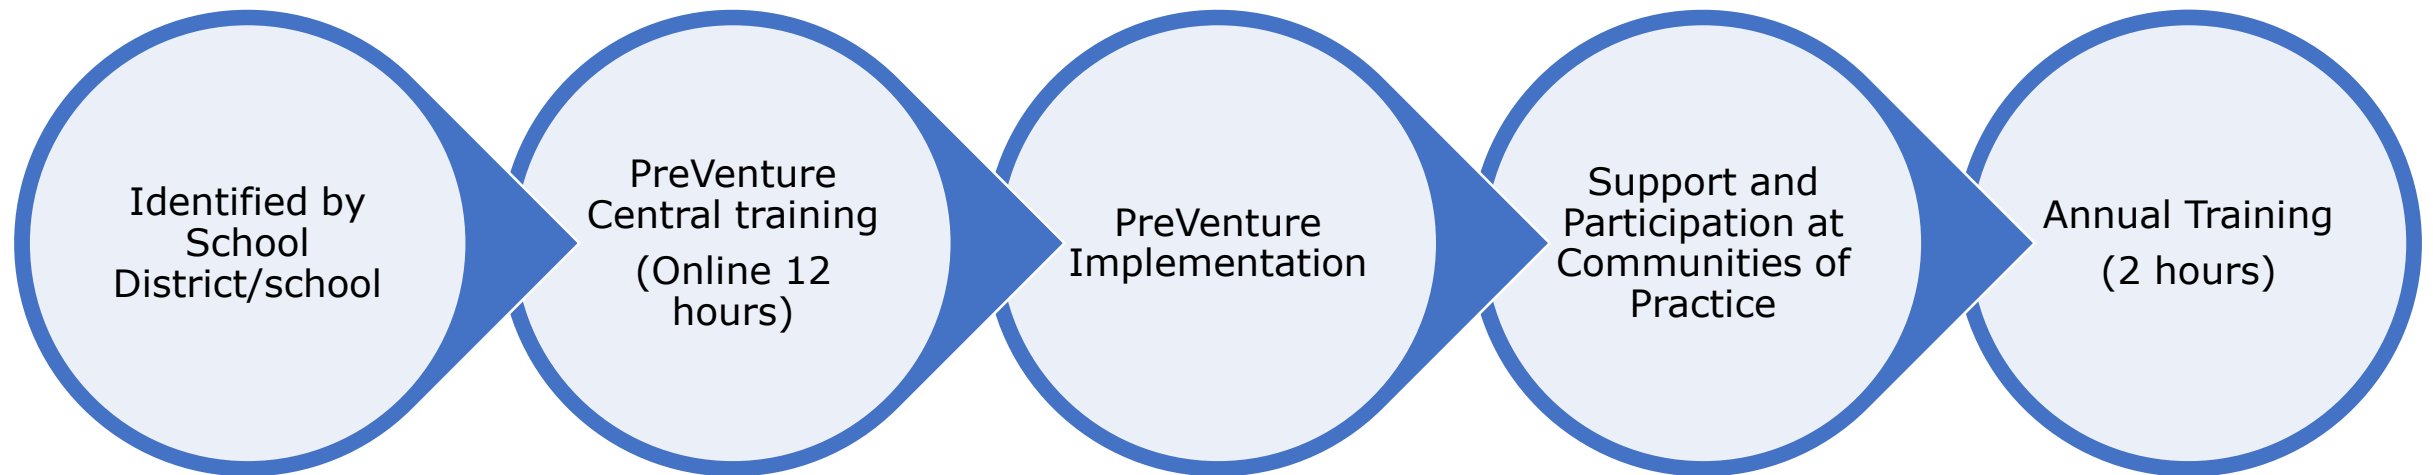 Identified by
School
District/school
PreVenture
Central training
(Online 12
hours)
PreVenture
Implementation
Support and
Participation at
Communities of
Practice
Annual Training
(2 hours)